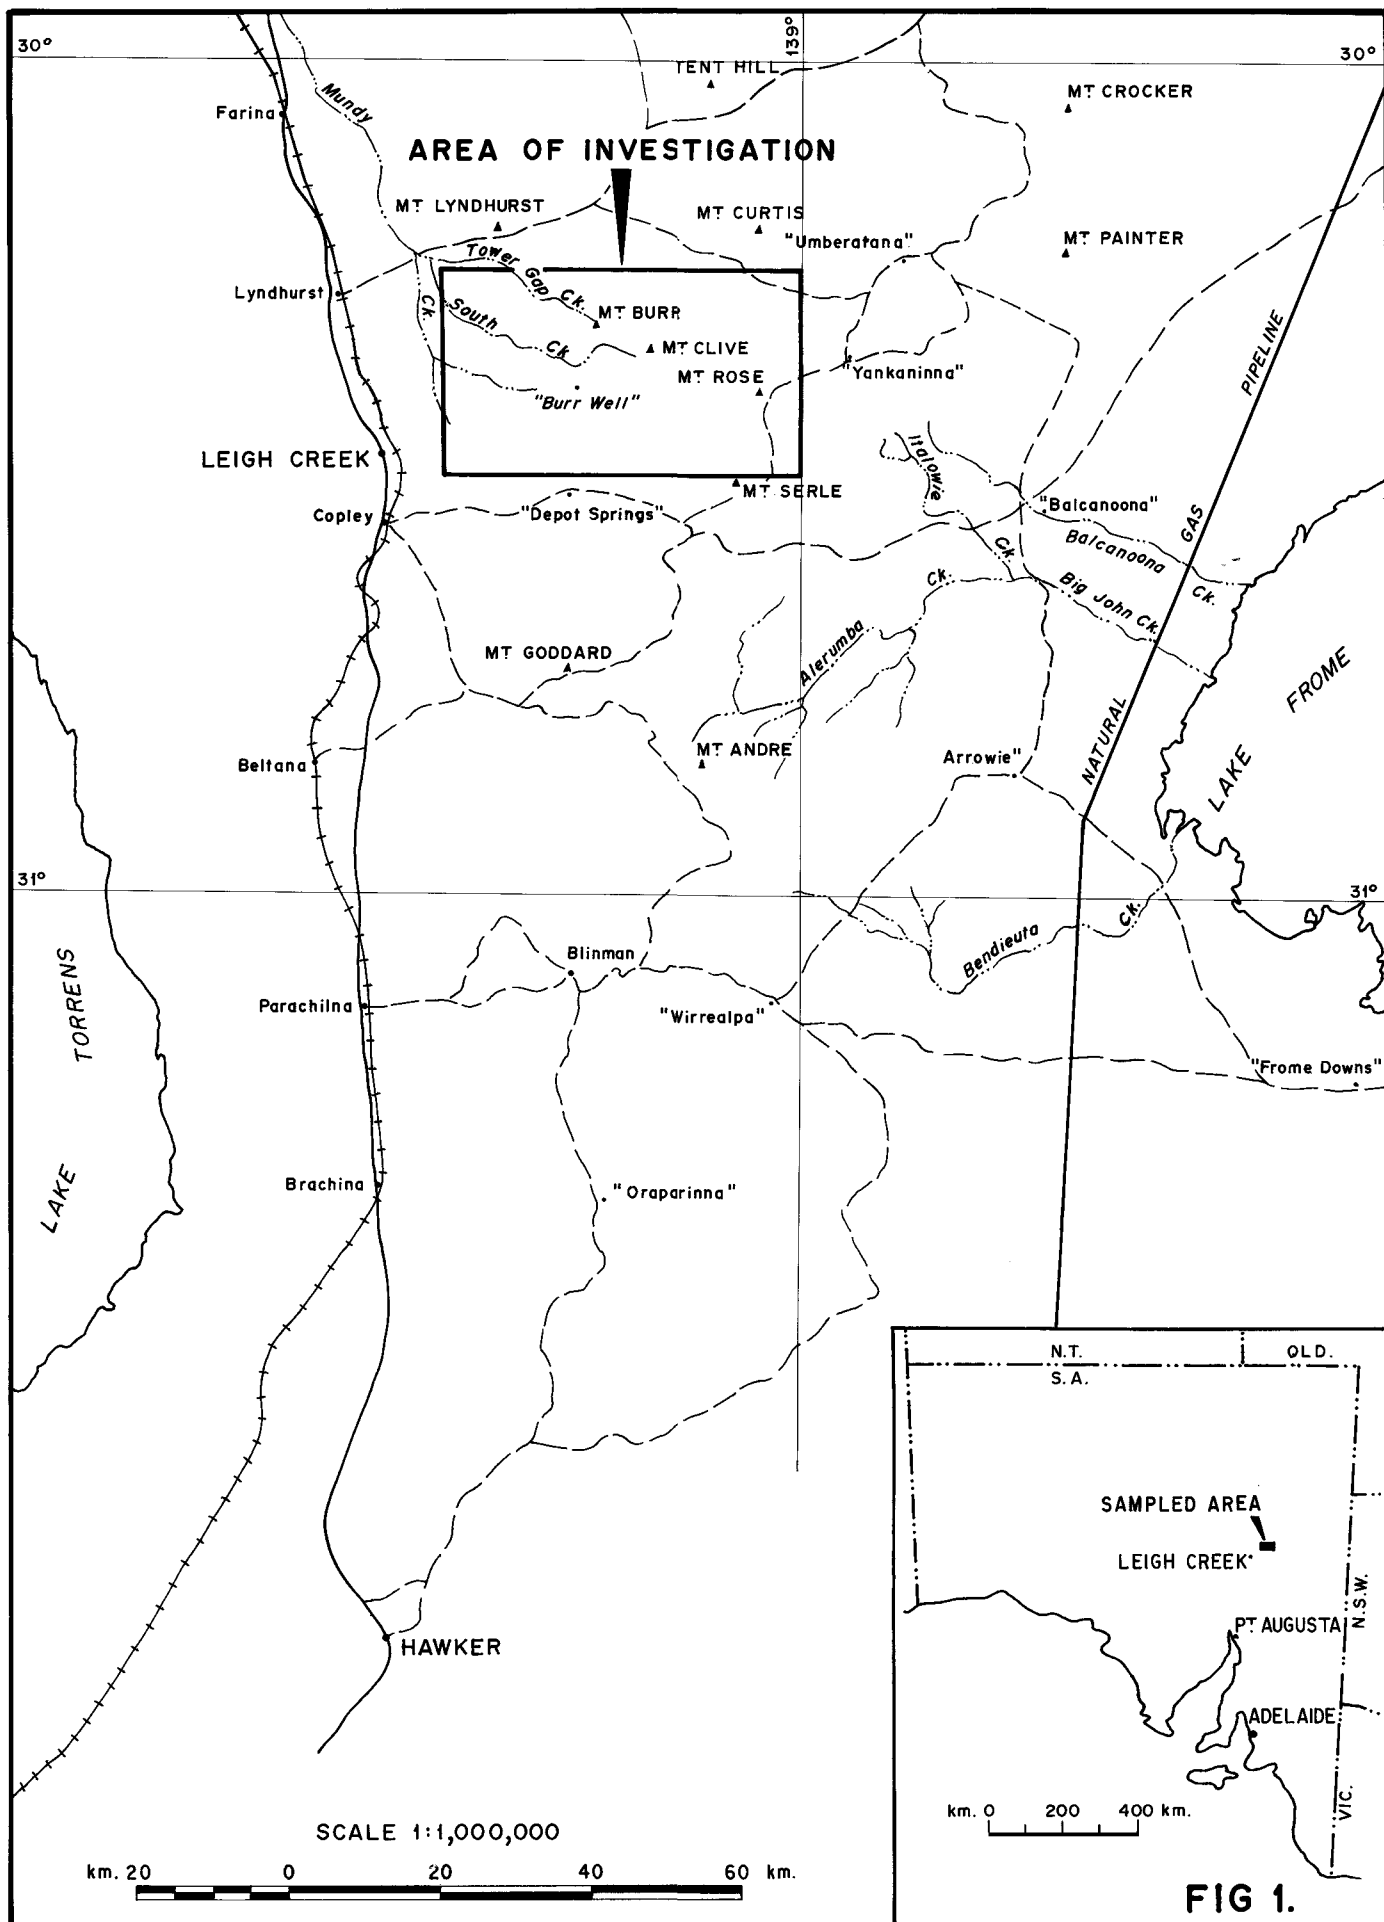 30°
139°
30°
TENT HILL
MT CROCKER
Mundy
Farina
AREA OF INVESTIGATION
MT LYNDHURST
MT CURTIS
"Umberatana"
MT PAINTER
Tower Gap Ck.
Lyndhurst
Ck.
South Ck
MT BURR
MT CLIVE
MT ROSE
"Yankaninna"
"Burr Well"
PIPELINE
LEIGH CREEK
Italowie
MT SERLE
Copley
"Depot Springs"
"Balcanoona"
GAS
Ck.
Balcanoona
Ck.
Ck.
Big John Ck.
Alerumba
MT GODDARD
FROME
NATURAL
MT ANDRE
Arrowie"
LAKE
Beltana
31°
31°
Ck.
Bendieuta
Blinman
TORRENS
Parachilna
"Wirrealpa"
"Frome Downs"
LAKE
Brachina
"Oraparinna"
HAWKER
N.T.
QLD.
S.A.
SAMPLED AREA
LEIGH CREEK
N.S.W.
PT AUGUSTA
ADELAIDE
VIC.
km. 0 200 400 km.
SCALE 1:1,000,000
km. 20 0 20 40 60 km.
FIG 1.